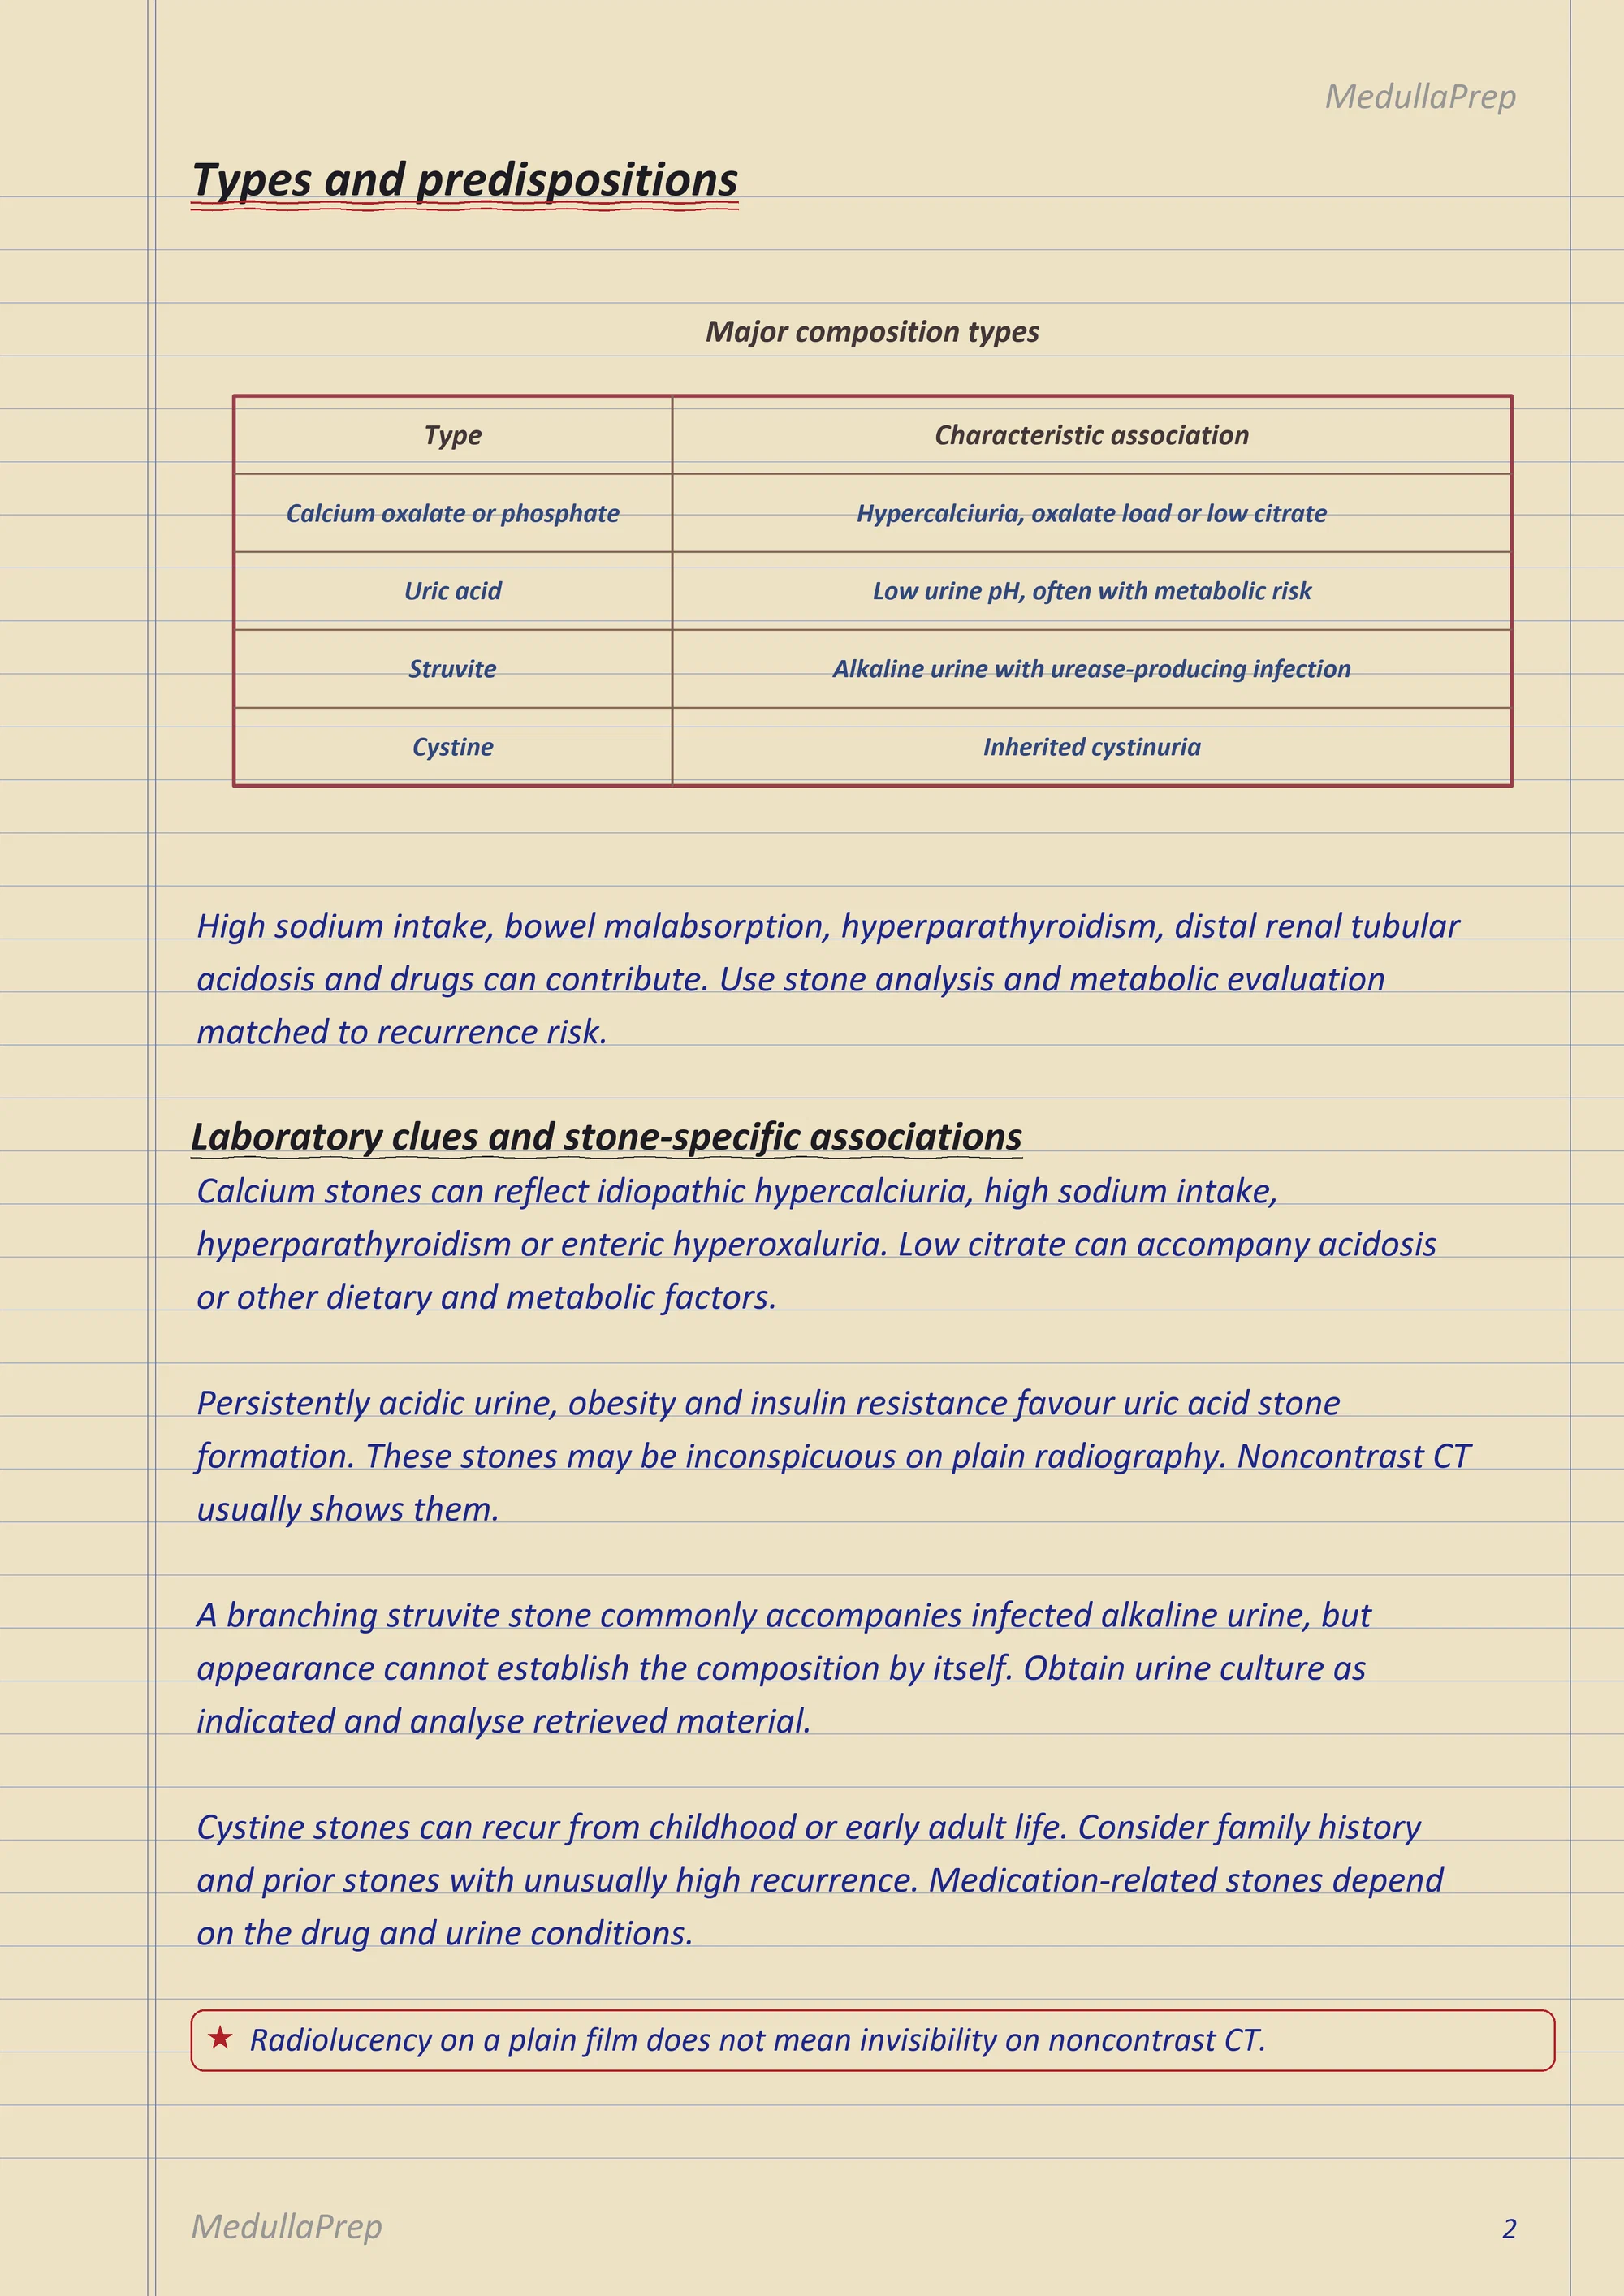 MedullaPrep
Types and predispositions
Major composition types
Type Characteristic association
Calcium oxalate or phosphate Hypercalciuria, oxalate load or low citrate
Uric acid Low urine pH, often with metabolic risk
Struvite Alkaline urine with urease-producing infection
Cystine Inherited cystinuria
High sodium intake, bowel malabsorption, hyperparathyroidism, distal renal tubular
acidosis and drugs can contribute. Use stone analysis and metabolic evaluation
matched to recurrence risk.
Laboratory clues and stone-specific associations
Calcium stones can reflect idiopathic hypercalciuria, high sodium intake,
hyperparathyroidism or enteric hyperoxaluria. Low citrate can accompany acidosis
or other dietary and metabolic factors.
Persistently acidic urine, obesity and insulin resistance favour uric acid stone
formation. These stones may be inconspicuous on plain radiography. Noncontrast CT
usually shows them.
A branching struvite stone commonly accompanies infected alkaline urine, but
appearance cannot establish the composition by itself. Obtain urine culture as
indicated and analyse retrieved material.
Cystine stones can recur from childhood or early adult life. Consider family history
and prior stones with unusually high recurrence. Medication-related stones depend
on the drug and urine conditions.
★ Radiolucency on a plain film does not mean invisibility on noncontrast CT.
MedullaPrep 2